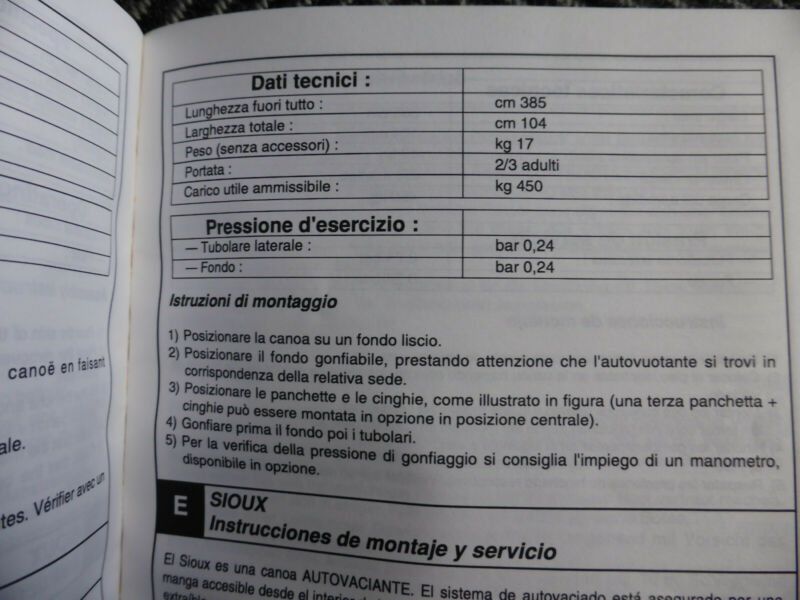 Dati tecnici :
Lunghezza fuori tutto : cm 385
Larghezza totale : cm 104
Peso (senza accessori) : kg 17
Portata : 2/3 adulti
Carico utile ammissibile : kg 450
Pressione d'esercizio :
— Tubolare laterale : bar 0,24
— Fondo : bar 0,24
Istruzioni di montaggio
1) Posizionare la canoa su un fondo liscio.
2) Posizionare il fondo gonfiabile, prestando attenzione che l'autovuotante si trovi in
corrispondenza della relativa sede.
3) Posizionare le panchette e le cinghie, come illustrato in figura (una terza panchetta +
cinghie può essere montata in opzione in posizione centrale).
4) Gonfiare prima il fondo poi i tubolari.
5) Per la verifica della pressione di gonfiaggio si consiglia l'impiego di un manometro,
disponibile in opzione.
E SIOUX
Instrucciones de montaje y servicio
El Sioux es una canoa AUTOVACIANTE. El sistema de autovaciado está asegurado por una
manga accesible desde el interior
canoë en faisant
ale.
tes. Vérifier avec un